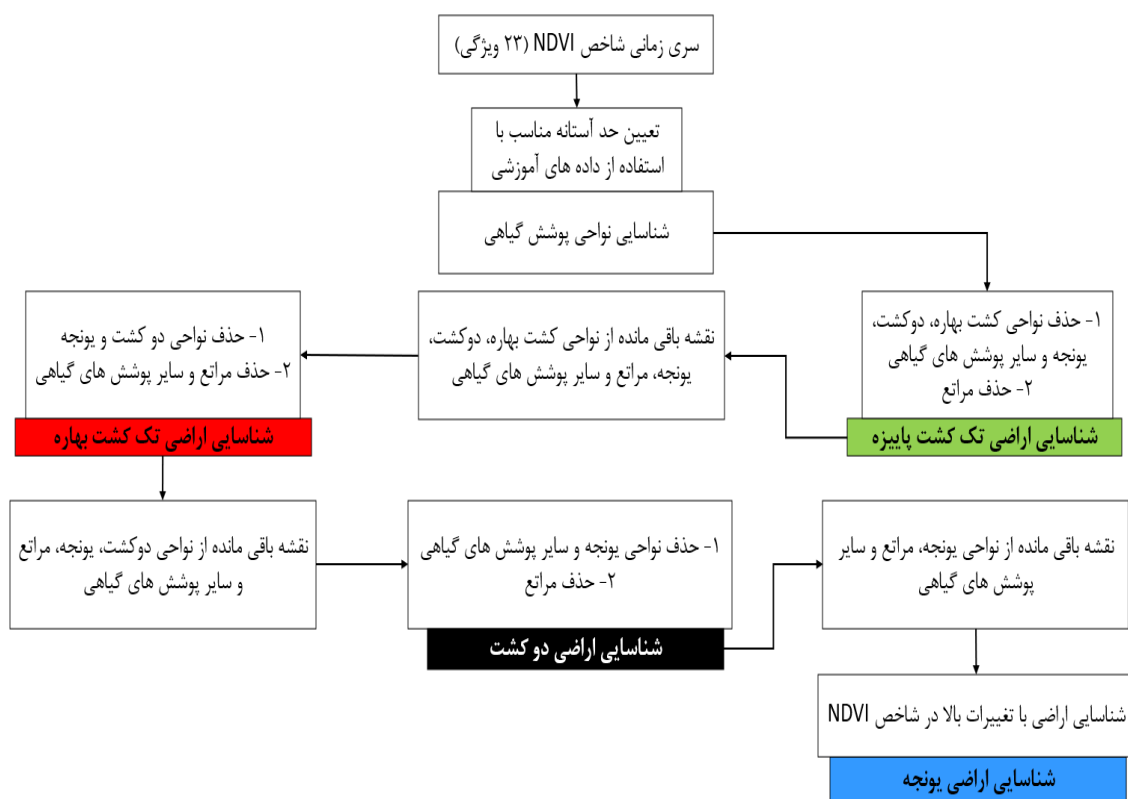 سری زمانی شاخص NDVI (۲۳ ویژگی)
تعیین حد آستانه مناسب با
استفاده از داده های آموزشی
شناسایی نواحی پوشش گیاهی
۱- حذف نواحی کشت بهاره، دوکشت،
یونجه و سایر پوشش های گیاهی
۲- حذف مراتع
شناسایی اراضی تک کشت پاییزه
نقشه باقی مانده از نواحی کشت بهاره، دوکشت،
یونجه، مراتع و سایر پوشش های گیاهی
۱- حذف نواحی دو کشت و یونجه
۲- حذف مراتع و سایر پوشش های گیاهی
شناسایی اراضی تک کشت بهاره
نقشه باقی مانده از نواحی دوکشت، یونجه، مراتع
و سایر پوشش های گیاهی
۱- حذف نواحی یونجه و سایر پوشش های گیاهی
۲- حذف مراتع
شناسایی اراضی دو کشت
نقشه باقی مانده از نواحی یونجه، مراتع و سایر
پوشش های گیاهی
شناسایی اراضی با تغییرات بالا در شاخص NDVI
شناسایی اراضی یونجه